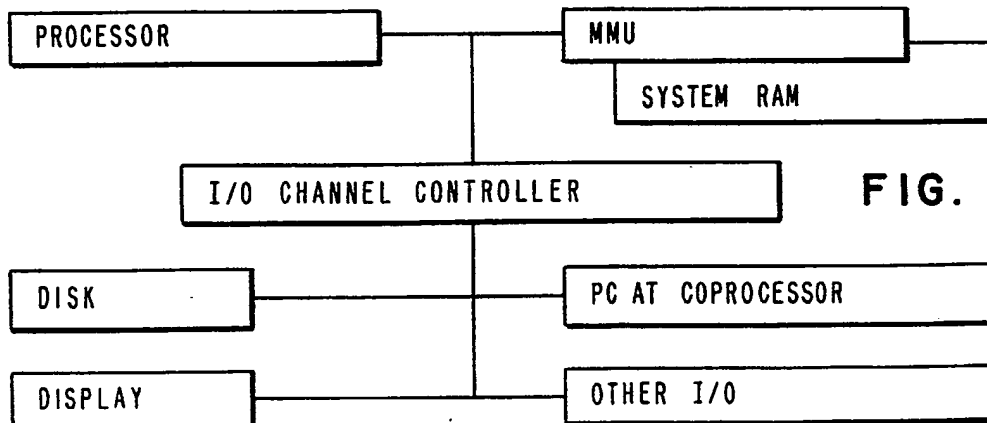 PROCESSOR
MMU
SYSTEM RAM
I/O CHANNEL CONTROLLER
FIG.
DISK
PC AT COPROCESSOR
DISPLAY
OTHER I/O